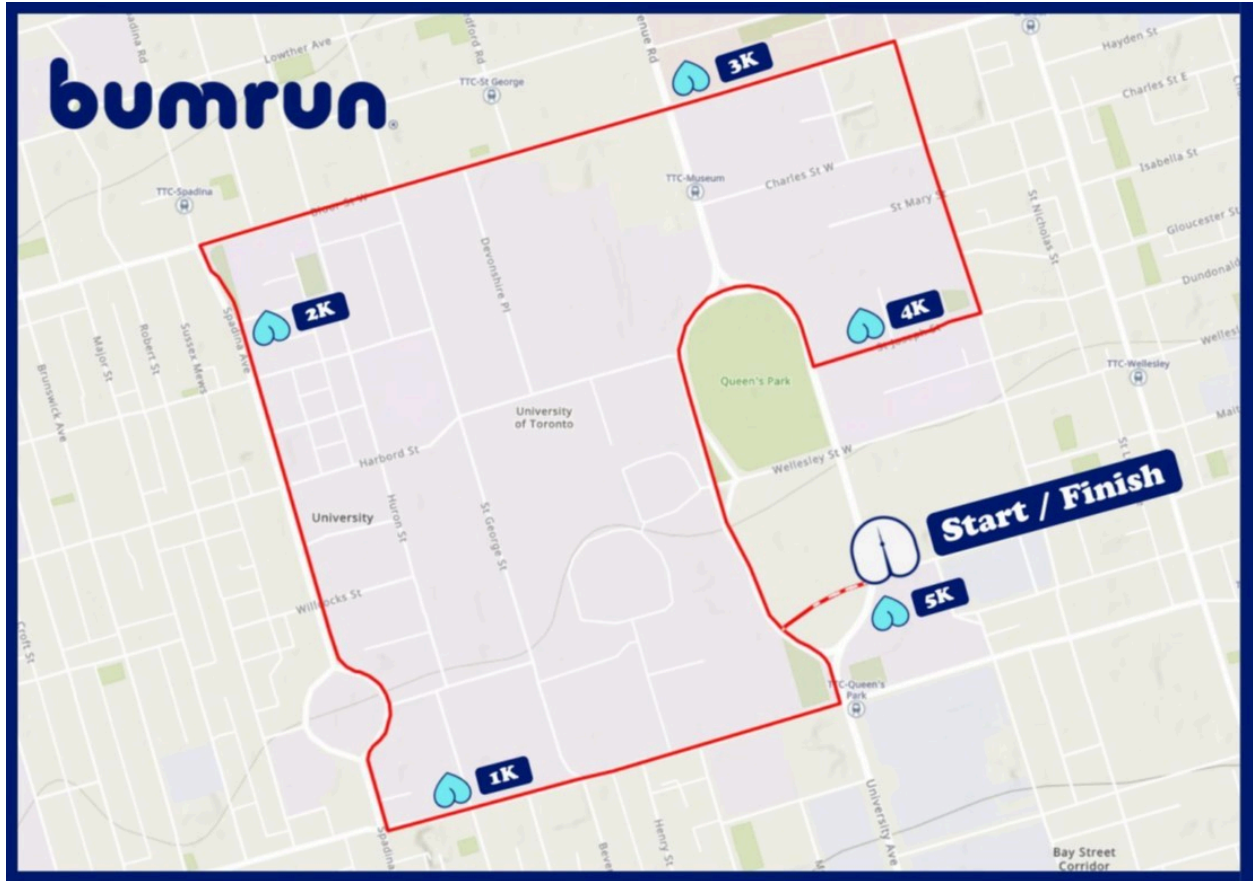 bumrun
®
Lowther Ave
TTC-St George
3K
Hayden St
Charles St E
Isabella St
TTC-Spadina
TTC-Museum
Charles St W
St Mary St
Gloucester St
St Nicholas St
Dundonald
Devonshire Pl
2K
4K
Spadina Ave
Major St
Robert St
Sussex Mews
Brunswick Ave
TTC-Wellesley
Queen's Park
University
of Toronto
Harbord St
Wellesley St W
Start / Finish
University
Huron St
St George St
Willcocks St
5K
Croft St
TTC-Queen's
Park
1K
Spadina
Henry St
University Ave
Bay Street
Corridor